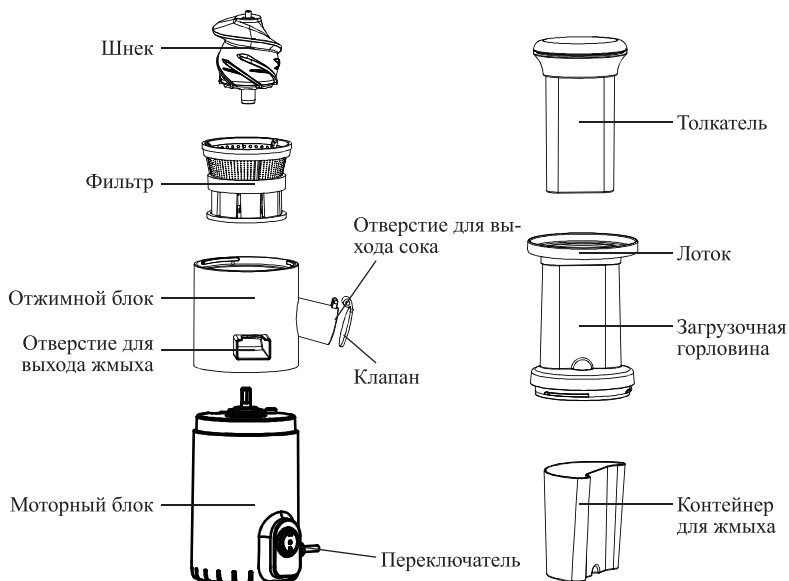 Шнек
Фильтр
Отверстие для вы-
хода сока
Отжимной блок
Отверстие для
выхода жмыха
Клапан
Моторный блок
Переключатель
Толкатель
Лоток
Загрузочная
горловина
Контейнер
для жмыха